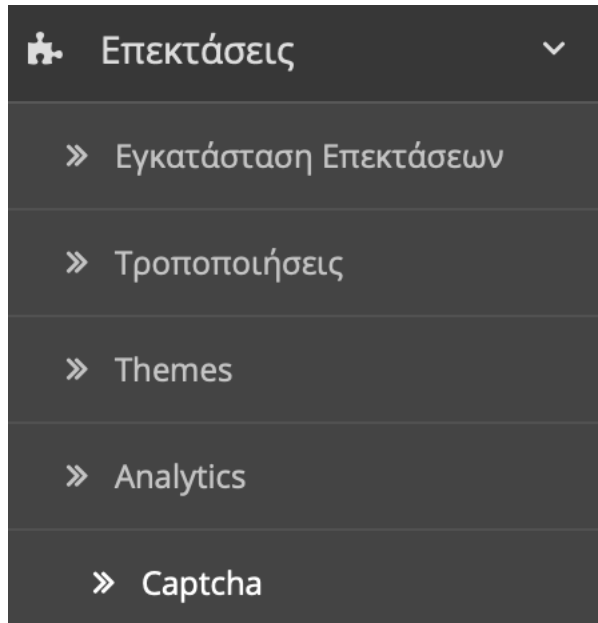 Επεκτάσεις
Εγκατάσταση Επεκτάσεων
Τροποποιήσεις
Themes
Analytics
Captcha